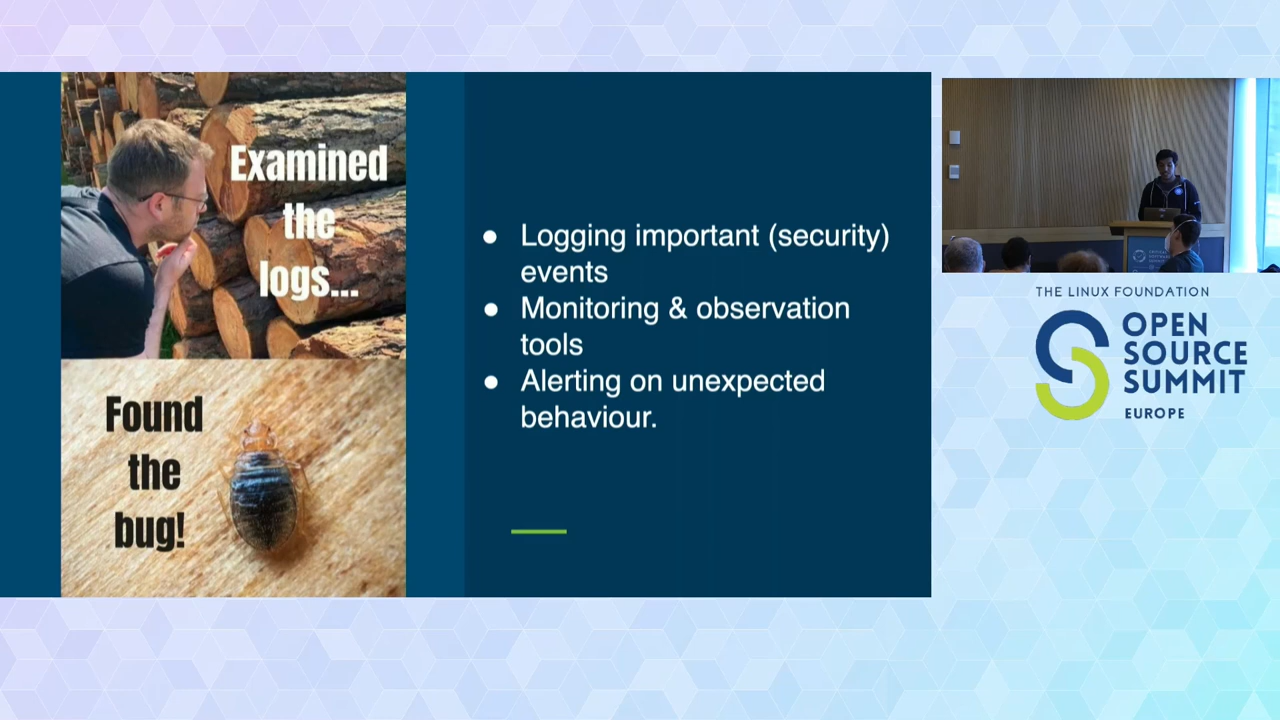 Examined
the
logs...
Found
the
bug!
● Logging important (security)
events
● Monitoring & observation
tools
● Alerting on unexpected
behaviour.
THE LINUX FOUNDATION
OPEN
SOURCE
SUMMIT
EUROPE